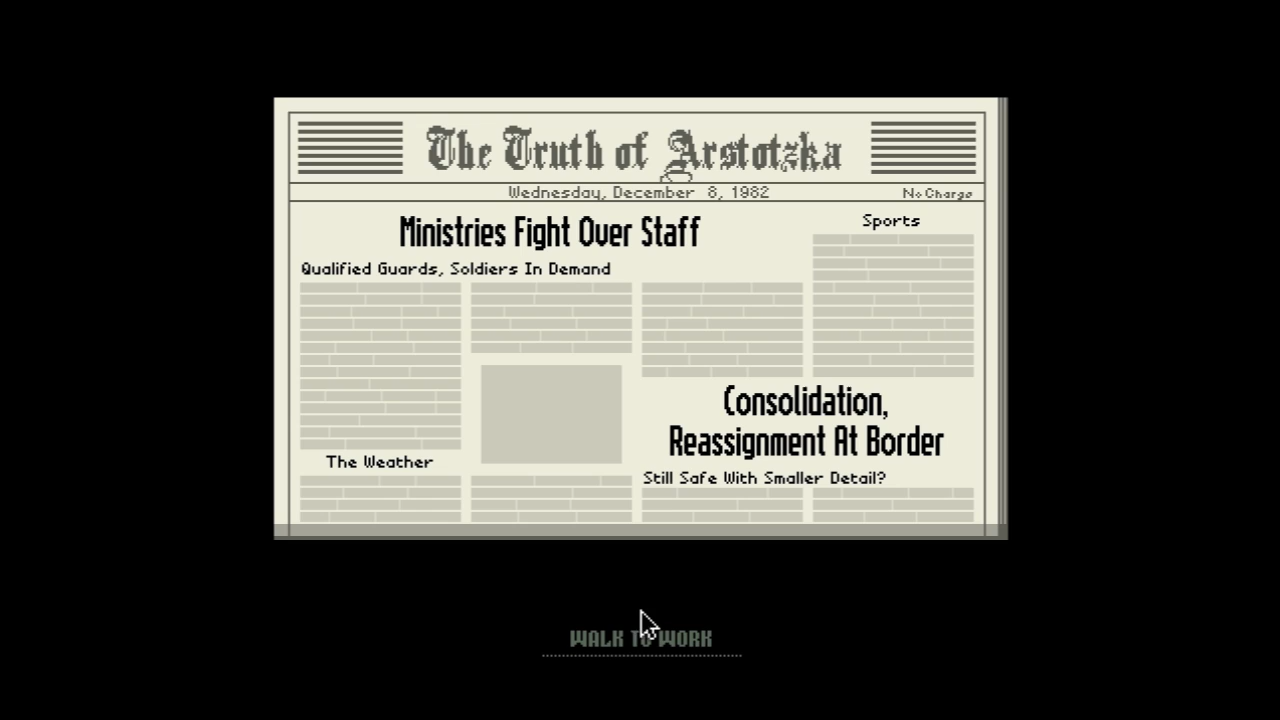 The Truth of Arstotzka
Wednesday, December 8, 1982
No Charge
Ministries Fight Over Staff
Qualified Guards, Soldiers In Demand
Sports
Consolidation,
Reassignment At Border
Still Safe With Smaller Detail?
The Weather
WALK TO WORK